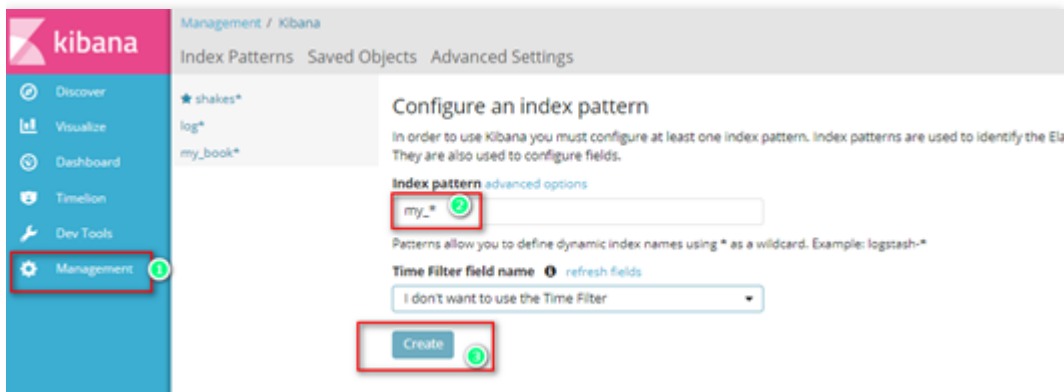 kibana
Discover
Visualize
Dashboard
Timelion
Dev Tools
Management
1
Management / Kibana
Index Patterns Saved Objects Advanced Settings
shakes*
log*
my_book*
Configure an index pattern
In order to use Kibana you must configure at least one index pattern. Index patterns are used to identify the Ela
They are also used to configure fields.
Index pattern advanced options
my_*
2
Patterns allow you to define dynamic index names using * as a wildcard. Example: logstash-*
Time Filter field name refresh fields
I don't want to use the Time Filter
Create
3